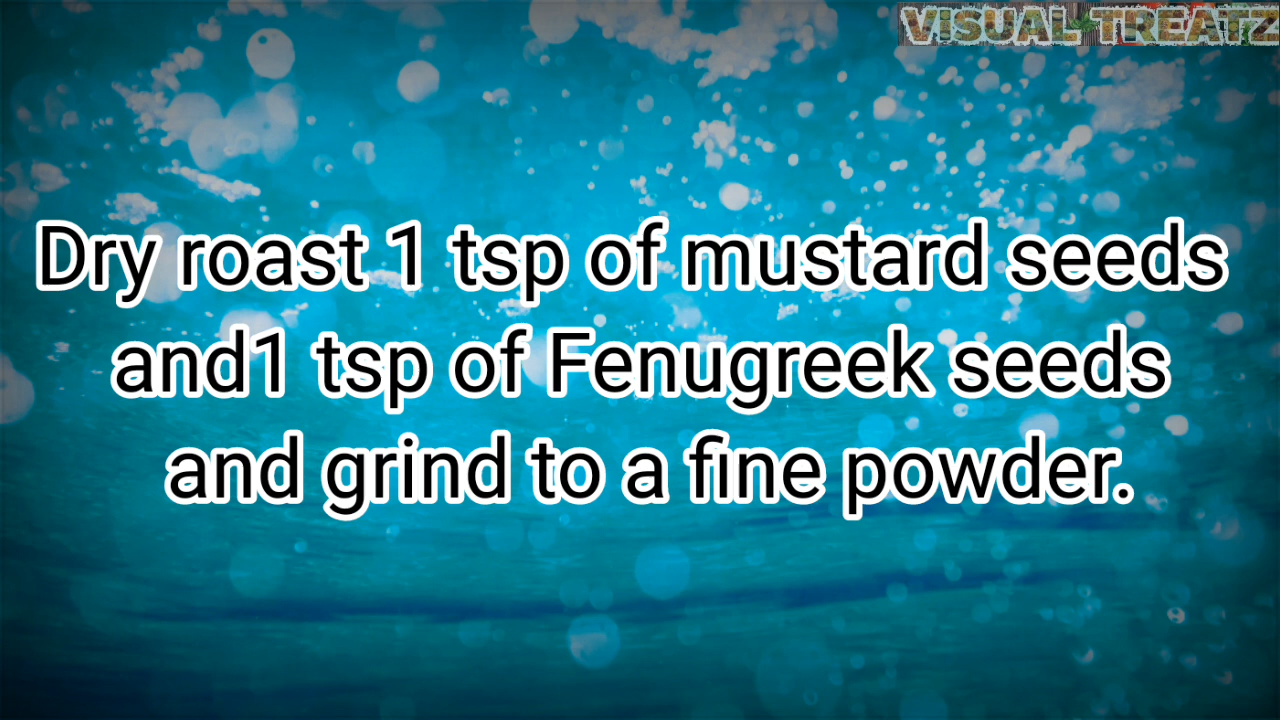 VISUAL TREATZ
Dry roast 1 tsp of mustard seeds
and1 tsp of Fenugreek seeds
and grind to a fine powder.